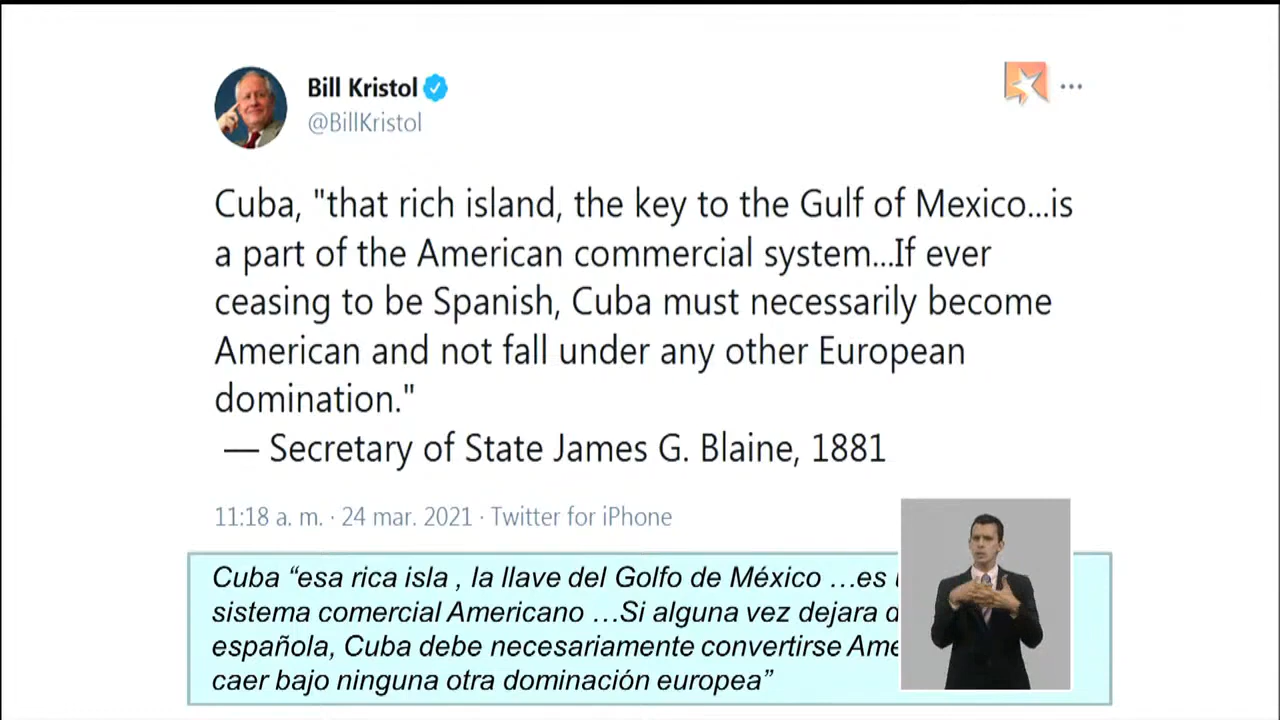 Bill Kristol
@BillKristol
Cuba, "that rich island, the key to the Gulf of Mexico...is
a part of the American commercial system...If ever
ceasing to be Spanish, Cuba must necessarily become
American and not fall under any other European
domination."
— Secretary of State James G. Blaine, 1881
11:18 a. m. · 24 mar. 2021 · Twitter for iPhone
Cuba “esa rica isla , la llave del Golfo de México …es
sistema comercial Americano …Si alguna vez dejara
española, Cuba debe necesariamente convertirse
caer bajo ninguna otra dominación europea”